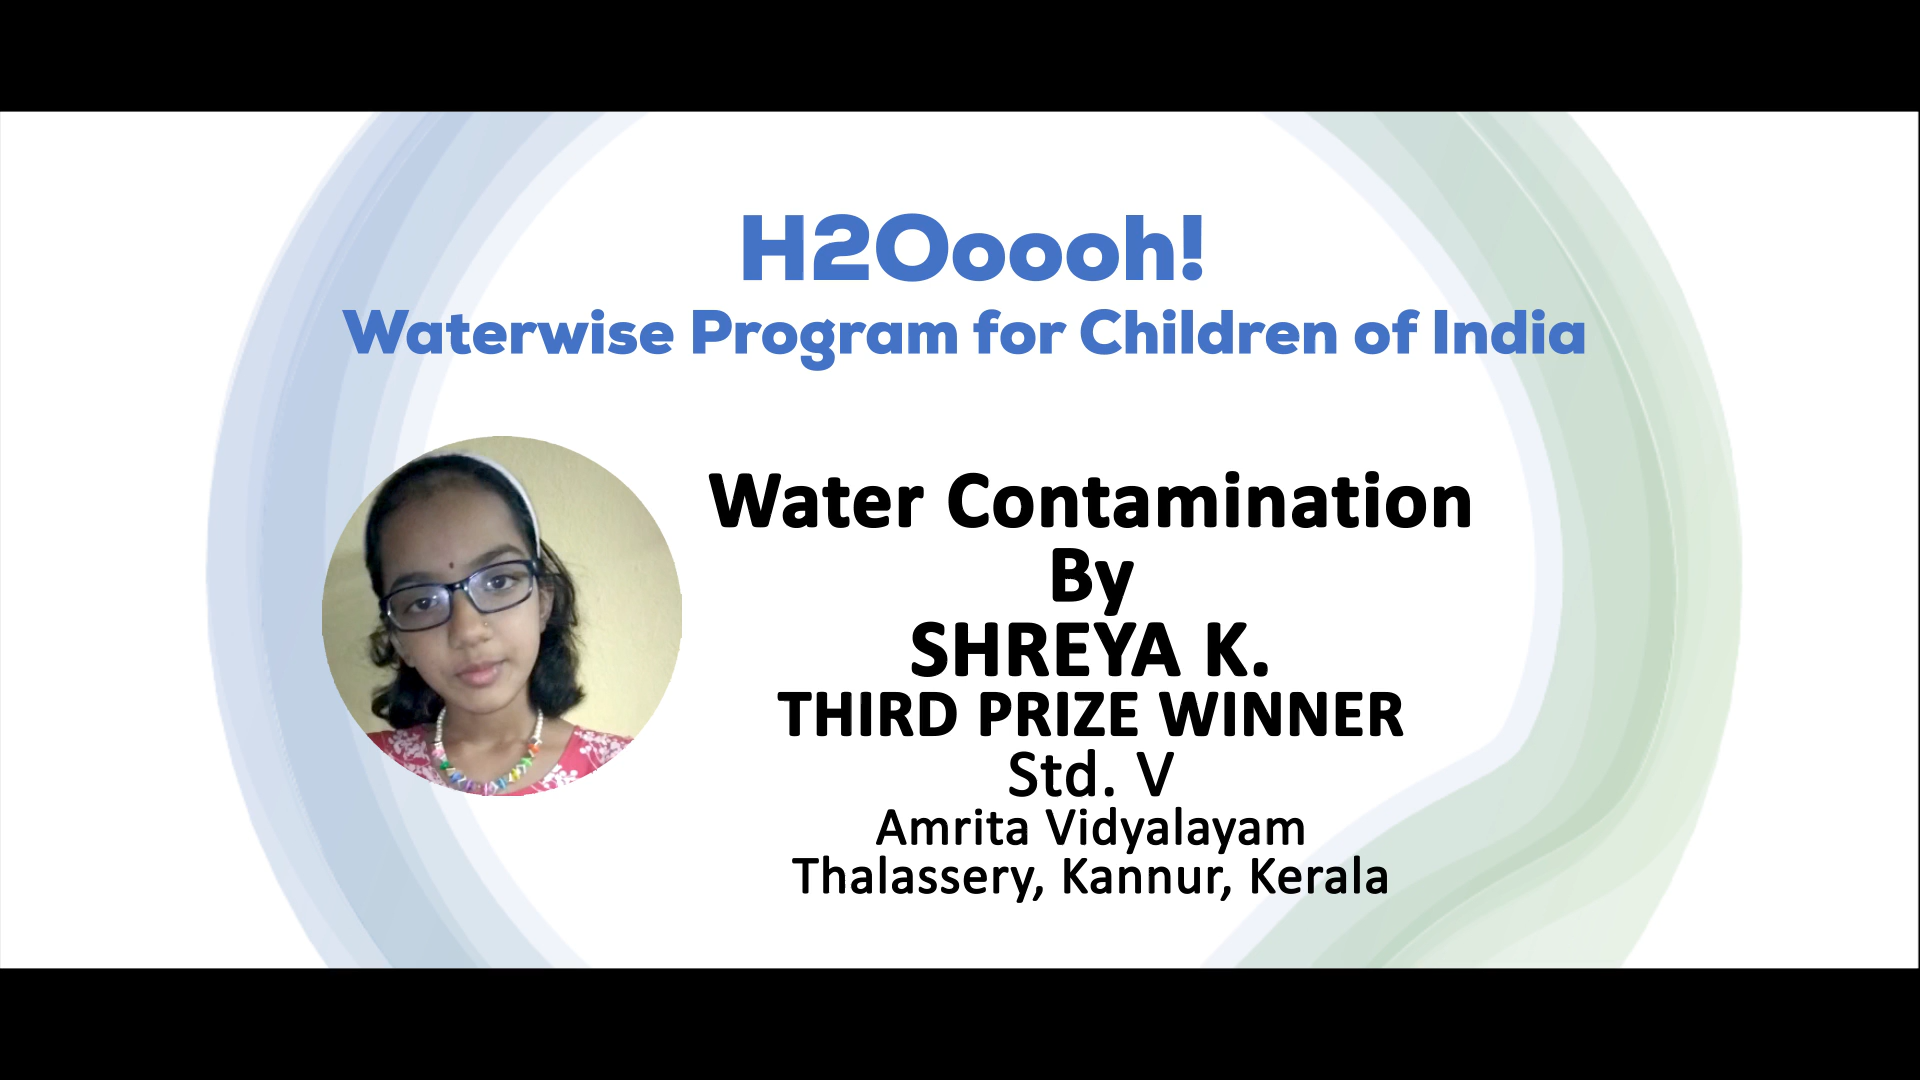 H2Ooooh!
Waterwise Program for Children of India
Water Contamination
By
SHREYA K.
THIRD PRIZE WINNER
Std. V
Amrita Vidyalayam
Thalassery, Kannur, Kerala